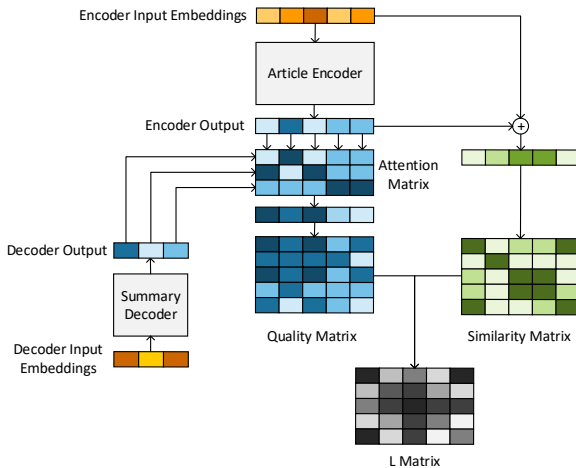 Encoder Input Embeddings
Article Encoder
Encoder Output
+
Attention
Matrix
Decoder Output
Summary
Decoder
Quality Matrix
Similarity Matrix
Decoder Input
Embeddings
L Matrix